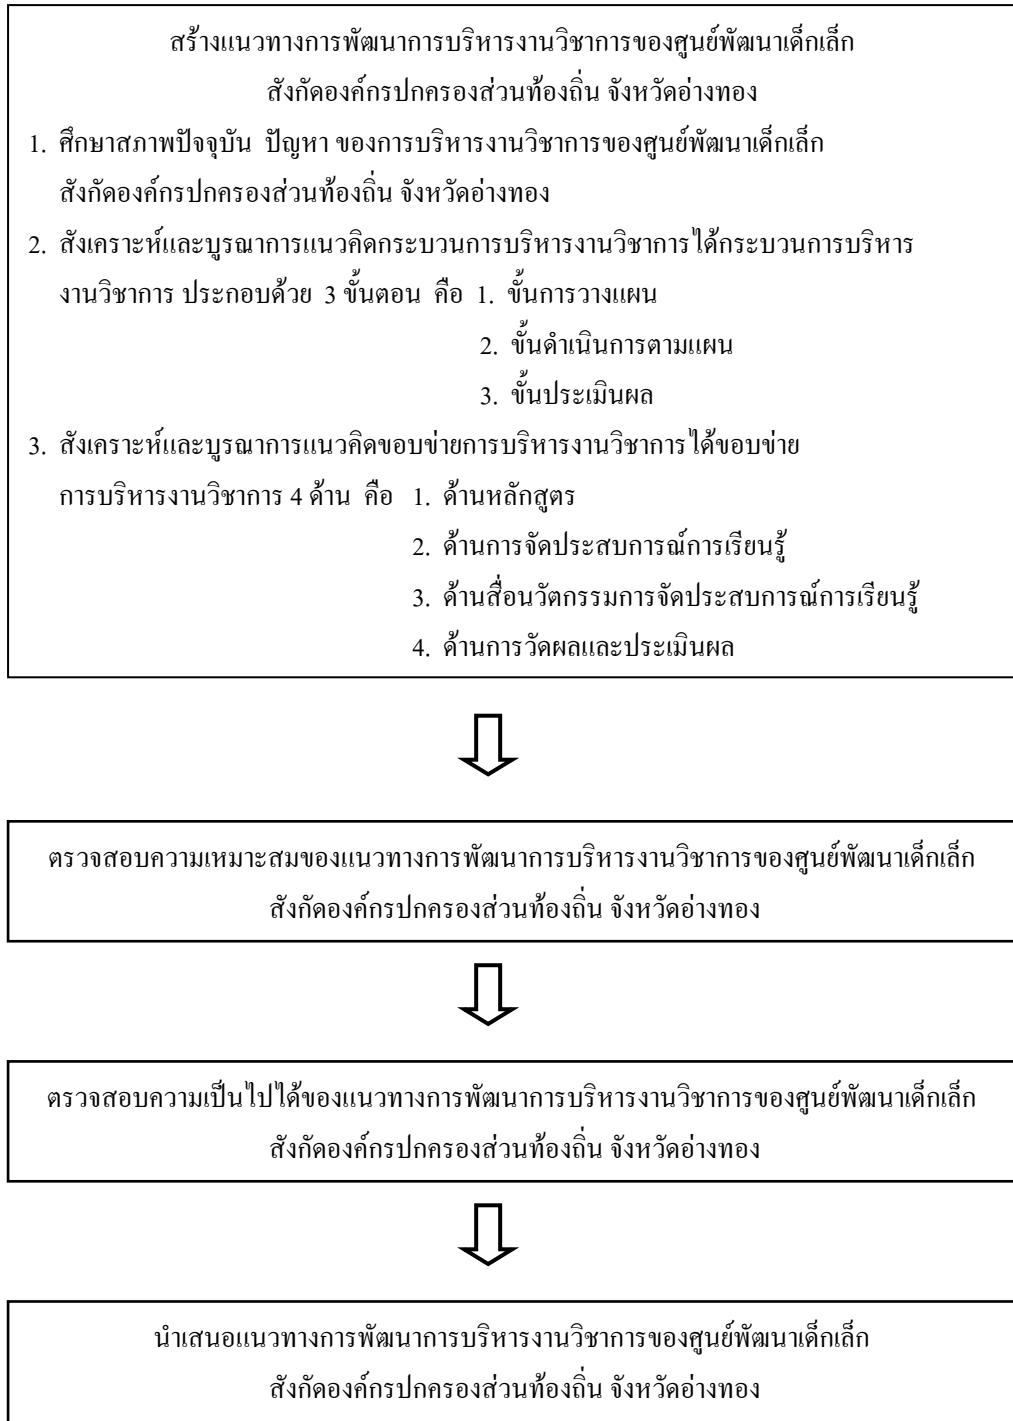 สร้างแนวทางการพัฒนาการบริหารงานวิชาการของศูนย์พัฒนาเด็กเล็ก
สังกัดองค์กรปกครองส่วนท้องถิ่น จังหวัดอ่างทอง
1. ศึกษาสภาพปัจจุบัน ปัญหา ของการบริหารงานวิชาการของศูนย์พัฒนาเด็กเล็ก
สังกัดองค์กรปกครองส่วนท้องถิ่น จังหวัดอ่างทอง
2. สังเคราะห์และบูรณาการแนวคิดกระบวนการบริหารงานวิชาการได้กระบวนการบริหาร
งานวิชาการ ประกอบด้วย 3 ขั้นตอน คือ 1. ขั้นการวางแผน
2. ขั้นดำเนินการตามแผน
3. ขั้นประเมินผล
3. สังเคราะห์และบูรณาการแนวคิดขอบข่ายการบริหารงานวิชาการได้ขอบข่าย
การบริหารงานวิชาการ 4 ด้าน คือ 1. ด้านหลักสูตร
2. ด้านการจัดประสบการณ์การเรียนรู้
3. ด้านสื่อนวัตกรรมการจัดประสบการณ์การเรียนรู้
4. ด้านการวัดผลและประเมินผล
ตรวจสอบความเหมาะสมของแนวทางการพัฒนาการบริหารงานวิชาการของศูนย์พัฒนาเด็กเล็ก
สังกัดองค์กรปกครองส่วนท้องถิ่น จังหวัดอ่างทอง
ตรวจสอบความเป็นไปได้ของแนวทางการพัฒนาการบริหารงานวิชาการของศูนย์พัฒนาเด็กเล็ก
สังกัดองค์กรปกครองส่วนท้องถิ่น จังหวัดอ่างทอง
นำเสนอแนวทางการพัฒนาการบริหารงานวิชาการของศูนย์พัฒนาเด็กเล็ก
สังกัดองค์กรปกครองส่วนท้องถิ่น จังหวัดอ่างทอง